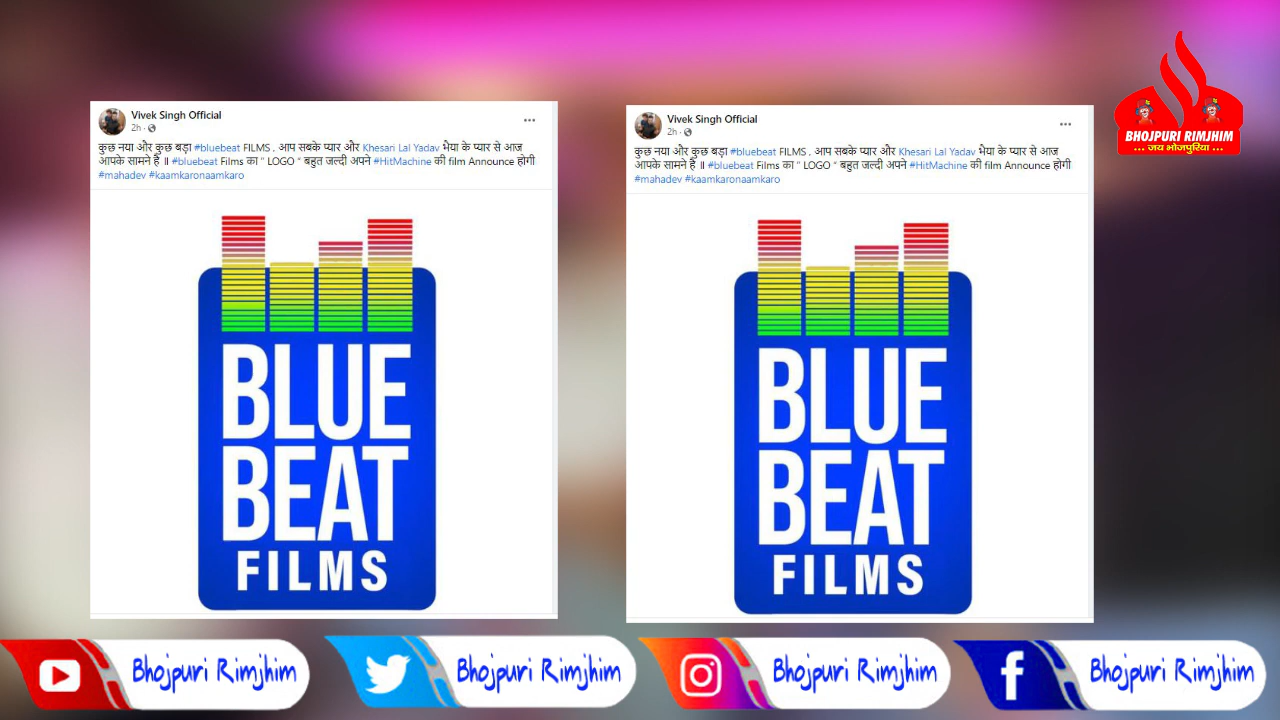 Vivek Singh Official
2h ·
कुछ नया और कुछ बड़ा #bluebeat FILMS . आप सबके प्यार और Khesari Lal Yadav भैया के प्यार से आज
आपके सामने है ॥ #bluebeat Films का " LOGO " बहुत जल्दी अपने #HitMachine की film Announce होगी
#mahadev #kaamkaronaamkaro
BLUE
BEAT
FILMS
Vivek Singh Official
2h ·
कुछ नया और कुछ बड़ा #bluebeat FILMS . आप सबके प्यार और Khesari Lal Yadav भैया के प्यार से आज
आपके सामने है ॥ #bluebeat Films का " LOGO " बहुत जल्दी अपने #HitMachine की film Announce होगी
#mahadev #kaamkaronaamkaro
BLUE
BEAT
FILMS
BHOJPURI RIMJHIM
... जय भोजपुरिया ...
Bhojpuri Rimjhim
Bhojpuri Rimjhim
Bhojpuri Rimjhim
Bhojpuri Rimjhim